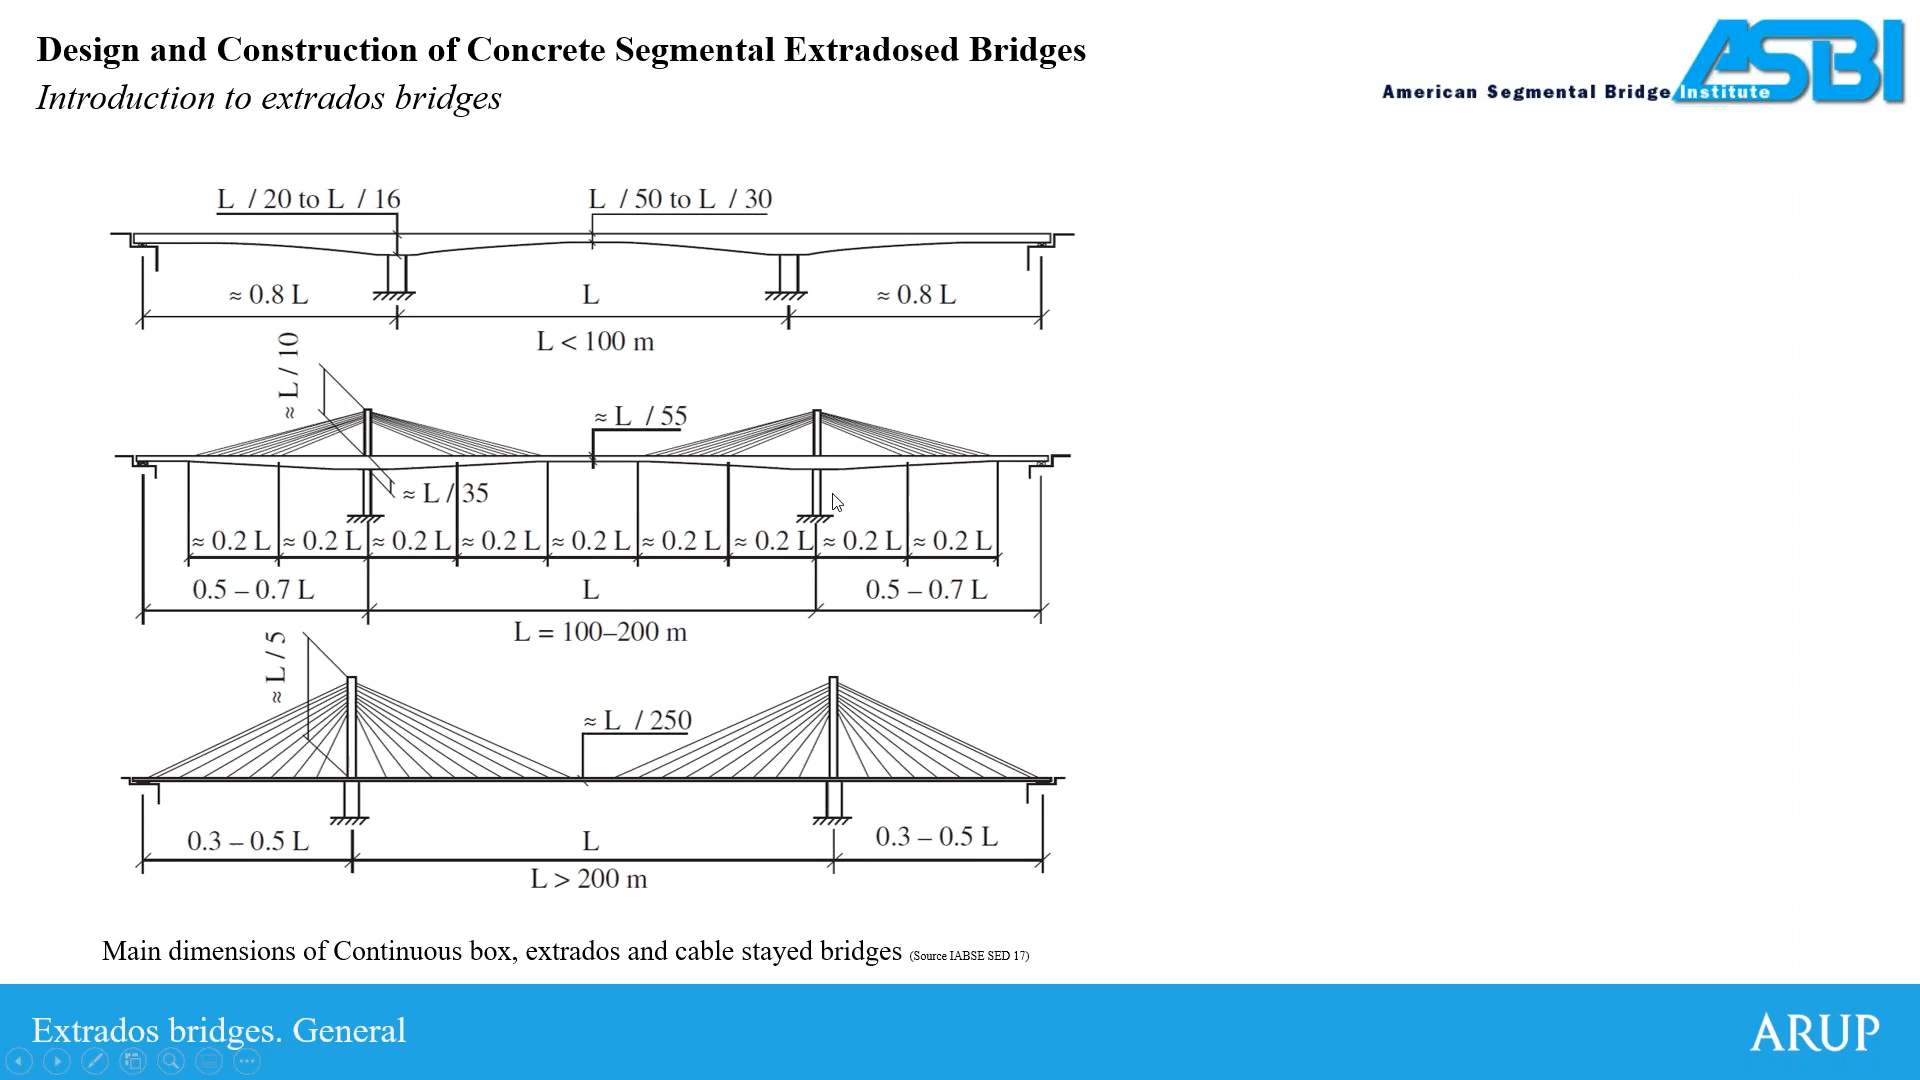 Design and Construction of Concrete Segmental Extradosed Bridges
Introduction to extrados bridges
American Segmental Bridge Institute
ASBI
L / 20 to L / 16
L / 50 to L / 30
≈ 0.8 L
L
≈ 0.8 L
L < 100 m
≈ L / 10
≈ L / 55
≈ L / 35
≈ 0.2 L ≈ 0.2 L ≈ 0.2 L ≈ 0.2 L ≈ 0.2 L ≈ 0.2 L ≈ 0.2 L ≈ 0.2 L ≈ 0.2 L
0.5 – 0.7 L
L
0.5 – 0.7 L
L = 100–200 m
≈ L / 5
≈ L / 250
0.3 – 0.5 L
L
0.3 – 0.5 L
L > 200 m
Main dimensions of Continuous box, extrados and cable stayed bridges (Source IABSE SED 17)
Extrados bridges. General
ARUP